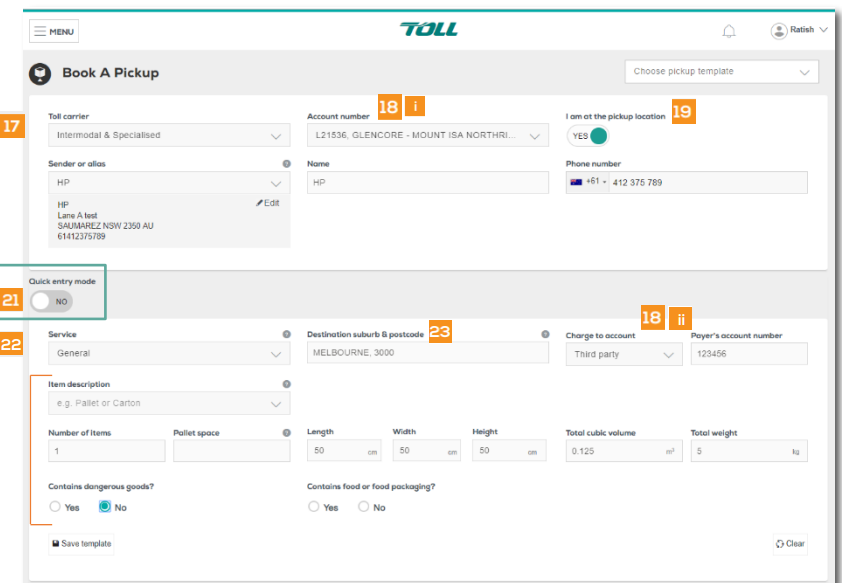 MENU
TOLL
Ratish
Book A Pickup
Choose pickup template
17
18 i
19
Toll carrier
Account number
I am at the pickup location
Intermodal & Specialised
L21536, GLENCORE - MOUNT ISA NORTHRI...
YES
Sender or alias
Name
Phone number
HP
HP
+61
412 375 789
HP
Edit
Lane A test
SAUMAREZ NSW 2350 AU
61412375789
Quick entry mode
21
NO
22
23
18 ii
Service
Destination suburb & postcode
Charge to account
Payer's account number
General
MELBOURNE, 3000
Third party
123456
Item description
e.g. Pallet or Carton
Number of items
Pallet space
Length
Width
Height
Total cubic volume
Total weight
1
50 cm
50 cm
50 cm
0.125 m³
5 kg
Contains dangerous goods?
Contains food or food packaging?
Yes
No
Yes
No
Save template
Clear